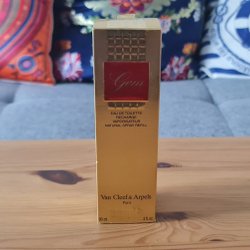 Gem
EAU DE TOILETTE
RECHARGE
VAPORISATEUR
NATURAL SPRAY REFILL
Van Cleef & Arpels
Paris